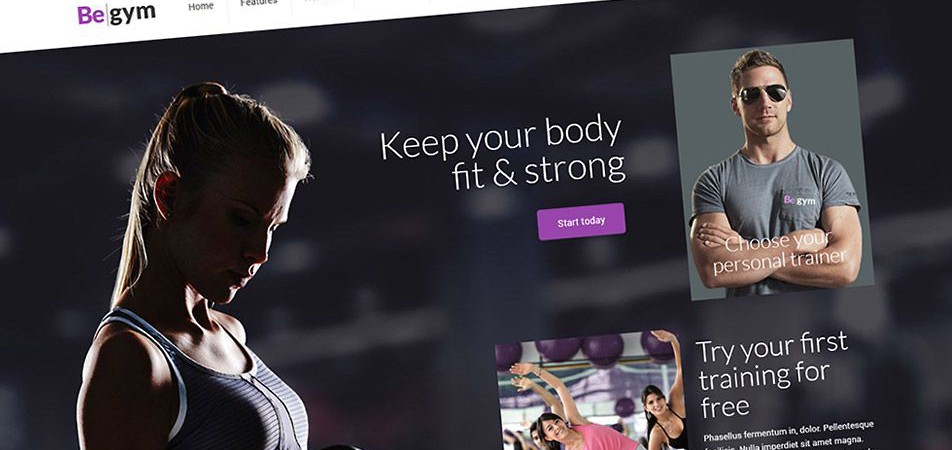 Be gym
Home
Features
Keep your body
fit & strong
Start today
Be gym
Choose your
personal trainer
Try your first
training for
free
Phasellus fermentum in, dolor. Pellentesque
Nulla imperdiet sit amet magna.